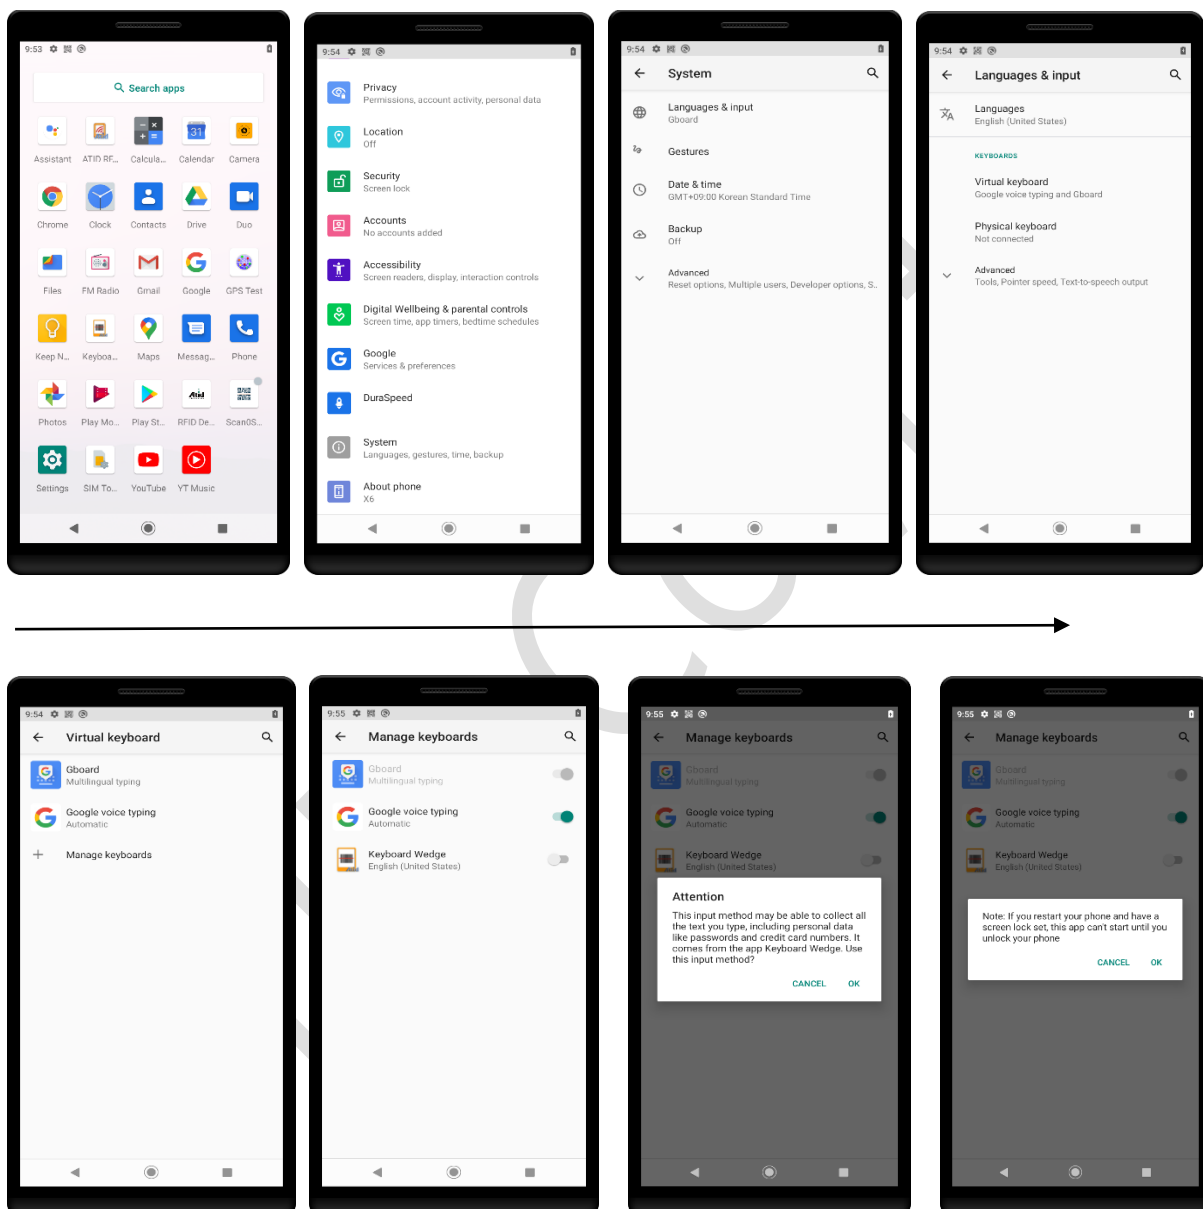 9:53
Search apps
Assistant ATID RF... Calcula... Calendar Camera
Chrome Clock Contacts Drive Duo
Files FM Radio Gmail Google GPS Test
Keep N... Keyboa... Maps Messag... Phone
Photos Play Mo... Play St... RFID De... ScanOS...
Settings SIM To... YouTube YT Music
9:54
Privacy
Permissions, account activity, personal data
Location
Off
Security
Screen lock
Accounts
No accounts added
Accessibility
Screen readers, display, interaction controls
Digital Wellbeing & parental controls
Screen time, app timers, bedtime schedules
Google
Services & preferences
DuraSpeed
System
Languages, gestures, time, backup
About phone
X6
9:54
System
Languages & input
Gboard
Gestures
Date & time
GMT+09:00 Korean Standard Time
Backup
Off
Advanced
Reset options, Multiple users, Developer options, S..
9:54
Languages & input
Languages
English (United States)
KEYBOARDS
Virtual keyboard
Google voice typing and Gboard
Physical keyboard
Not connected
Advanced
Tools, Pointer speed, Text-to-speech output
9:54
Virtual keyboard
Gboard
Multilingual typing
Google voice typing
Automatic
Manage keyboards
9:55
Manage keyboards
Gboard
Multilingual typing
Google voice typing
Automatic
Keyboard Wedge
English (United States)
9:55
Manage keyboards
Gboard
Multilingual typing
Google voice typing
Automatic
Keyboard Wedge
English (United States)
Attention
This input method may be able to collect all
the text you type, including personal data
like passwords and credit card numbers. It
comes from the app Keyboard Wedge. Use
this input method?
CANCEL OK
9:55
Manage keyboards
Gboard
Multilingual typing
Google voice typing
Automatic
Keyboard Wedge
English (United States)
Note: If you restart your phone and have a
screen lock set, this app can't start until you
unlock your phone
CANCEL OK